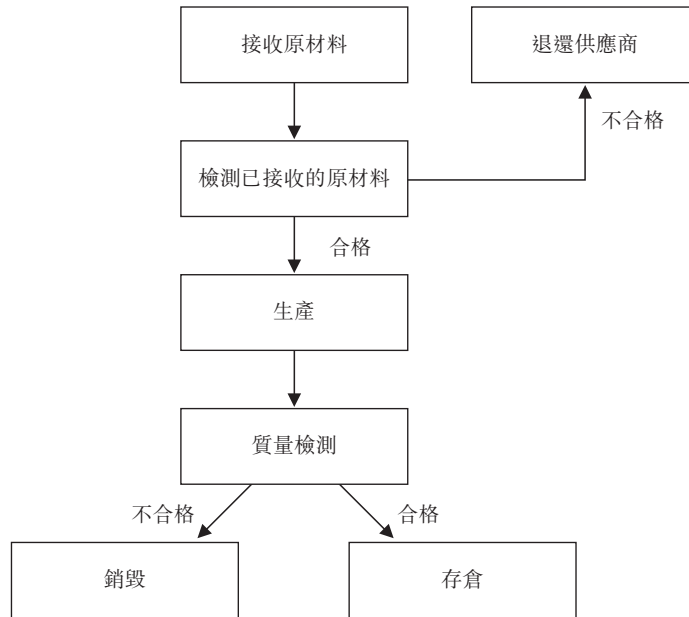 接收原材料
退還供應商
不合格
檢測已接收的原材料
合格
生產
質量檢測
不合格
合格
銷毀
存倉